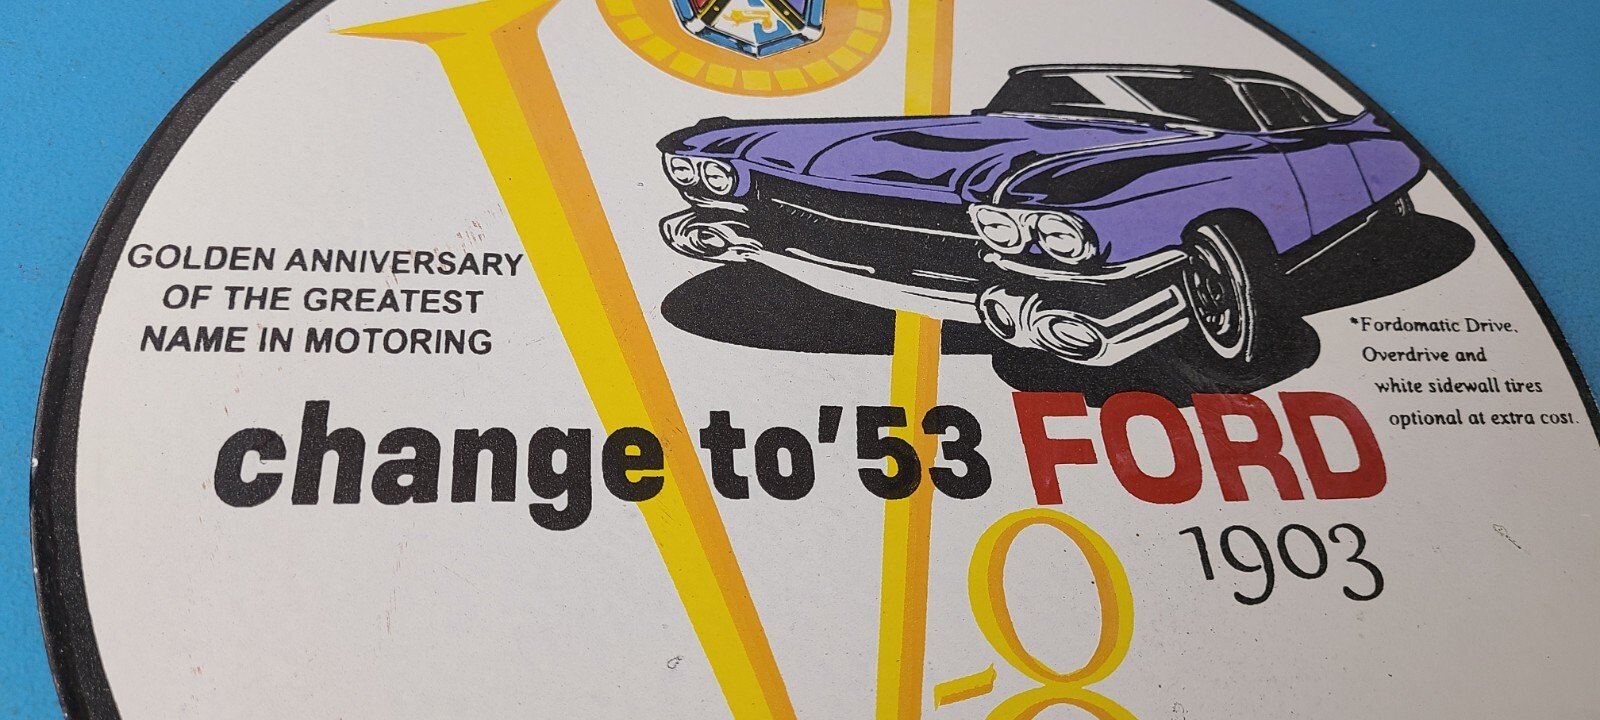 GOLDEN ANNIVERSARY
OF THE GREATEST
NAME IN MOTORING
*Fordomatic Drive,
Overdrive and
white sidewall tires
optional at extra cost.
change to '53 FORD
1903
V-8